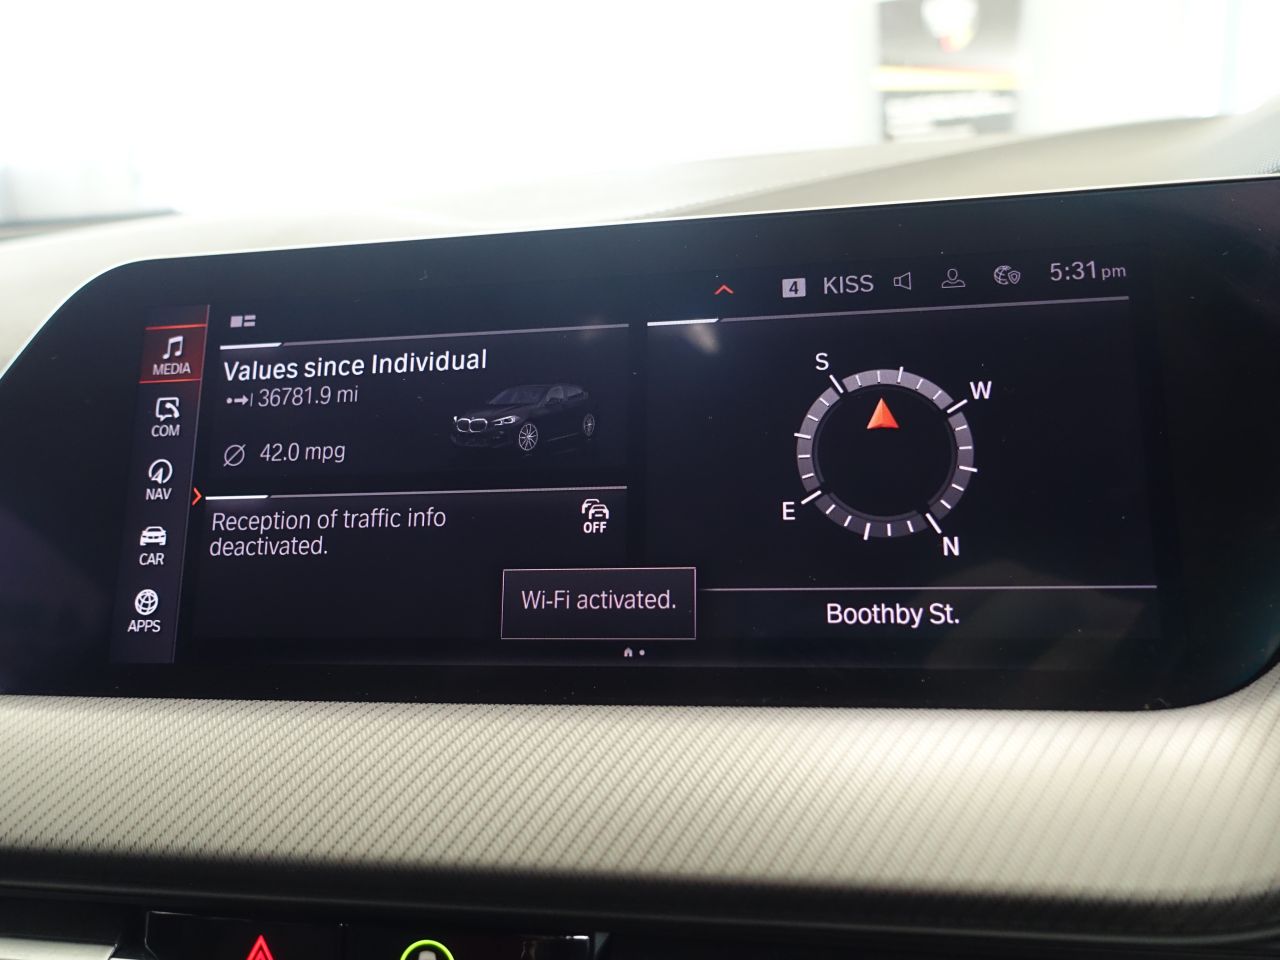 4 KISS 5:31 pm
MEDIA
COM
NAV
CAR
APPS
Values since Individual
36781.9 mi
42.0 mpg
Reception of traffic info
deactivated.
OFF
Wi-Fi activated.
S
W
E
N
Boothby St.